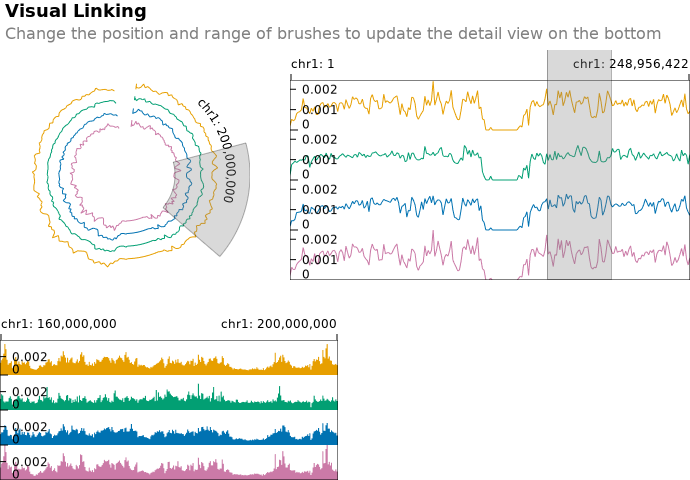 Visual Linking
Change the position and range of brushes to update the detail view on the bottom
chr1: 200,000,000
chr1: 1
chr1: 248,956,422
0.002
0.001
0
0.002
0.001
0
0.002
0.001
0
0.002
0.001
0
chr1: 160,000,000
chr1: 200,000,000
0.002
0
0.002
0
0.002
0
0.002
0